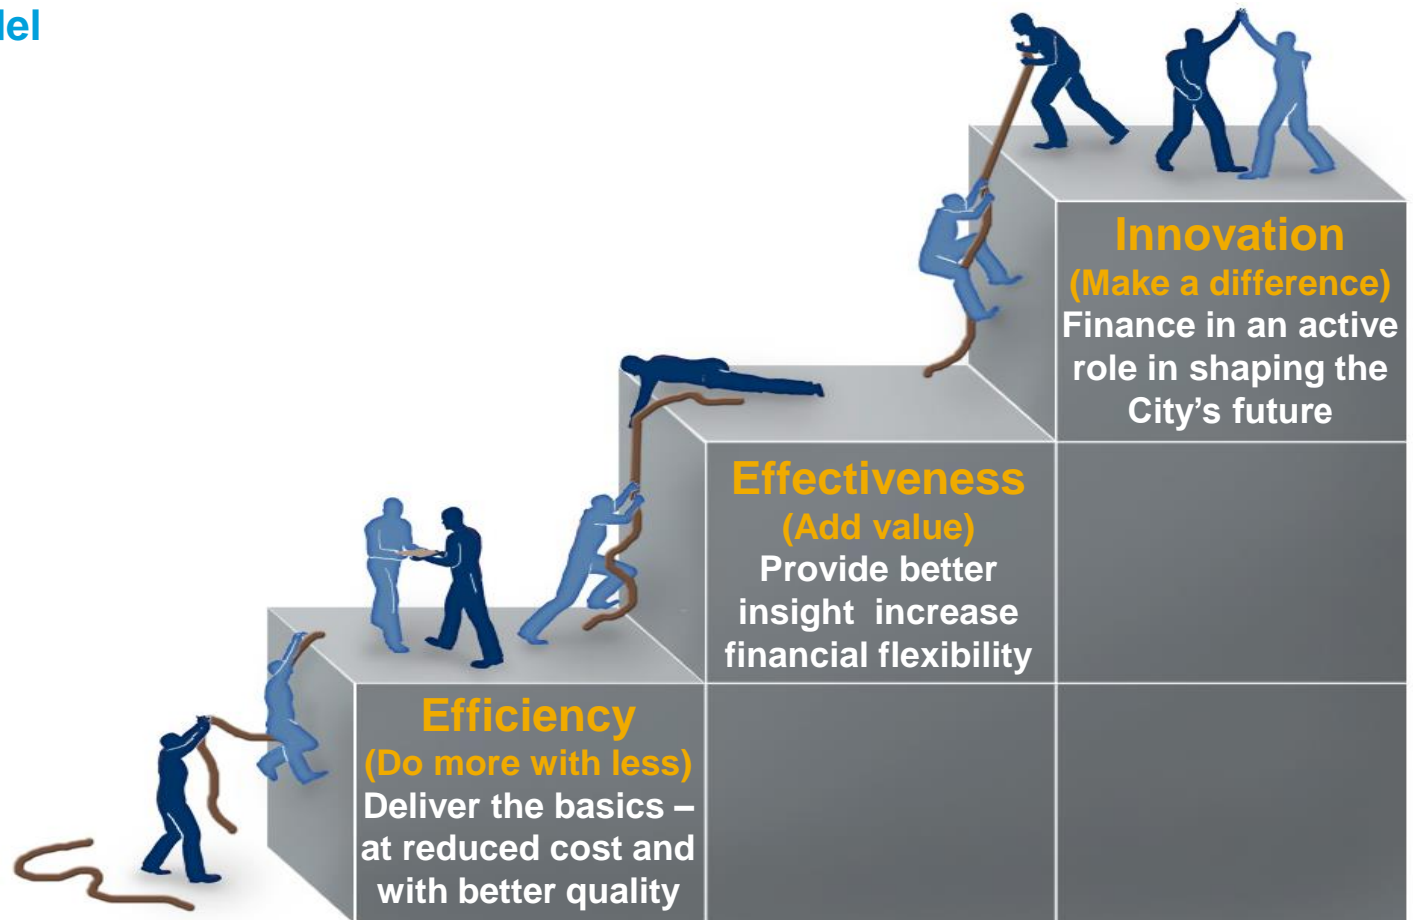 del
Innovation
(Make a difference)
Finance in an active
role in shaping the
City’s future
Effectiveness
(Add value)
Provide better
insight  increase
financial flexibility
Efficiency
(Do more with less)
Deliver the basics –
at reduced cost and
with better quality